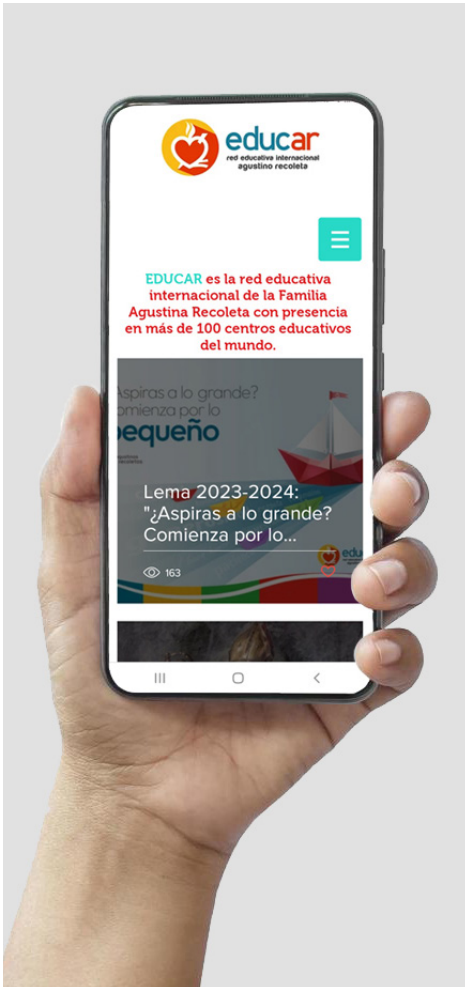 educar
red educativa internacional
agustino recoleta
EDUCAR es la red educativa
internacional de la Familia
Agustina Recoleta con presencia
en más de 100 centros educativos
del mundo.
Aspiras a lo grande?
omienza por lo
pequeño
Lema 2023-2024:
"¿Aspiras a lo grande?
Comienza por lo...
163
edu